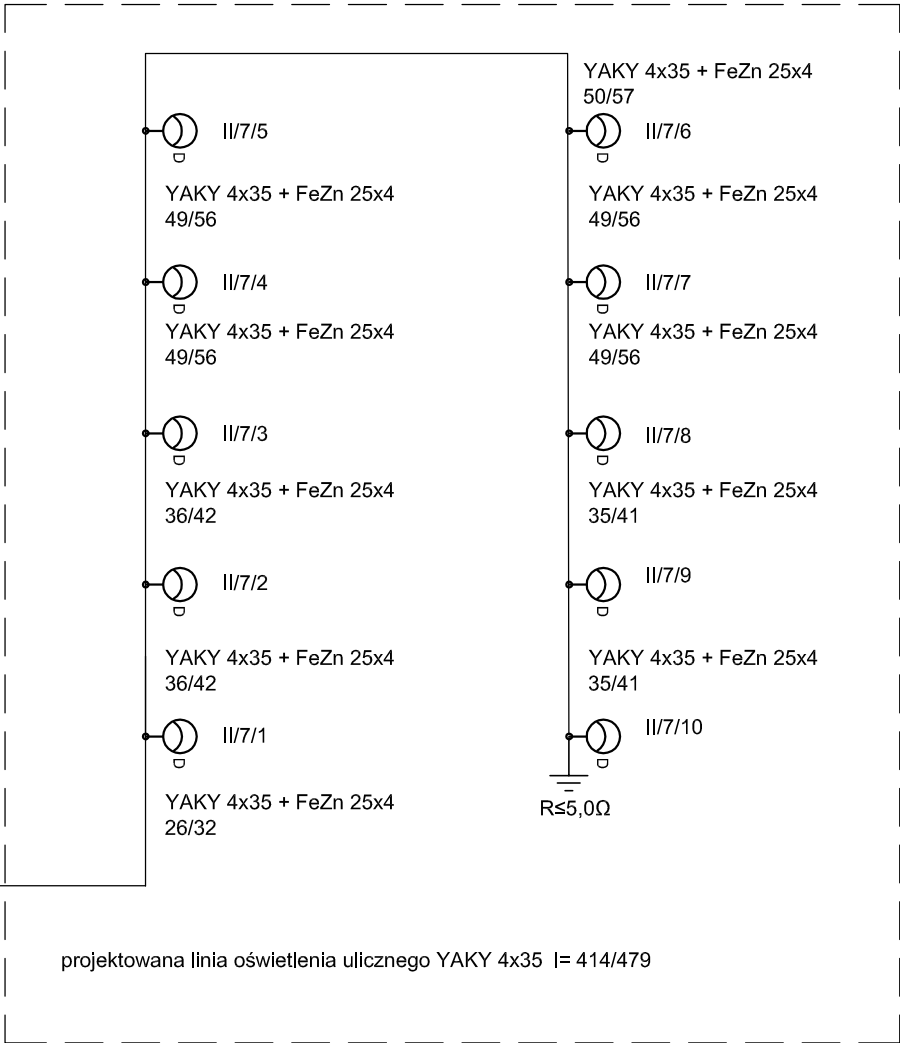 YAKY 4x35 + FeZn 25x4
50/57
II/7/5
II/7/6
YAKY 4x35 + FeZn 25x4
49/56
YAKY 4x35 + FeZn 25x4
49/56
II/7/4
II/7/7
YAKY 4x35 + FeZn 25x4
49/56
YAKY 4x35 + FeZn 25x4
49/56
II/7/3
II/7/8
YAKY 4x35 + FeZn 25x4
36/42
YAKY 4x35 + FeZn 25x4
35/41
II/7/2
II/7/9
YAKY 4x35 + FeZn 25x4
36/42
YAKY 4x35 + FeZn 25x4
35/41
II/7/1
II/7/10
YAKY 4x35 + FeZn 25x4
26/32
R≤5,0Ω
projektowana linia oświetlenia ulicznego YAKY 4x35 l= 414/479